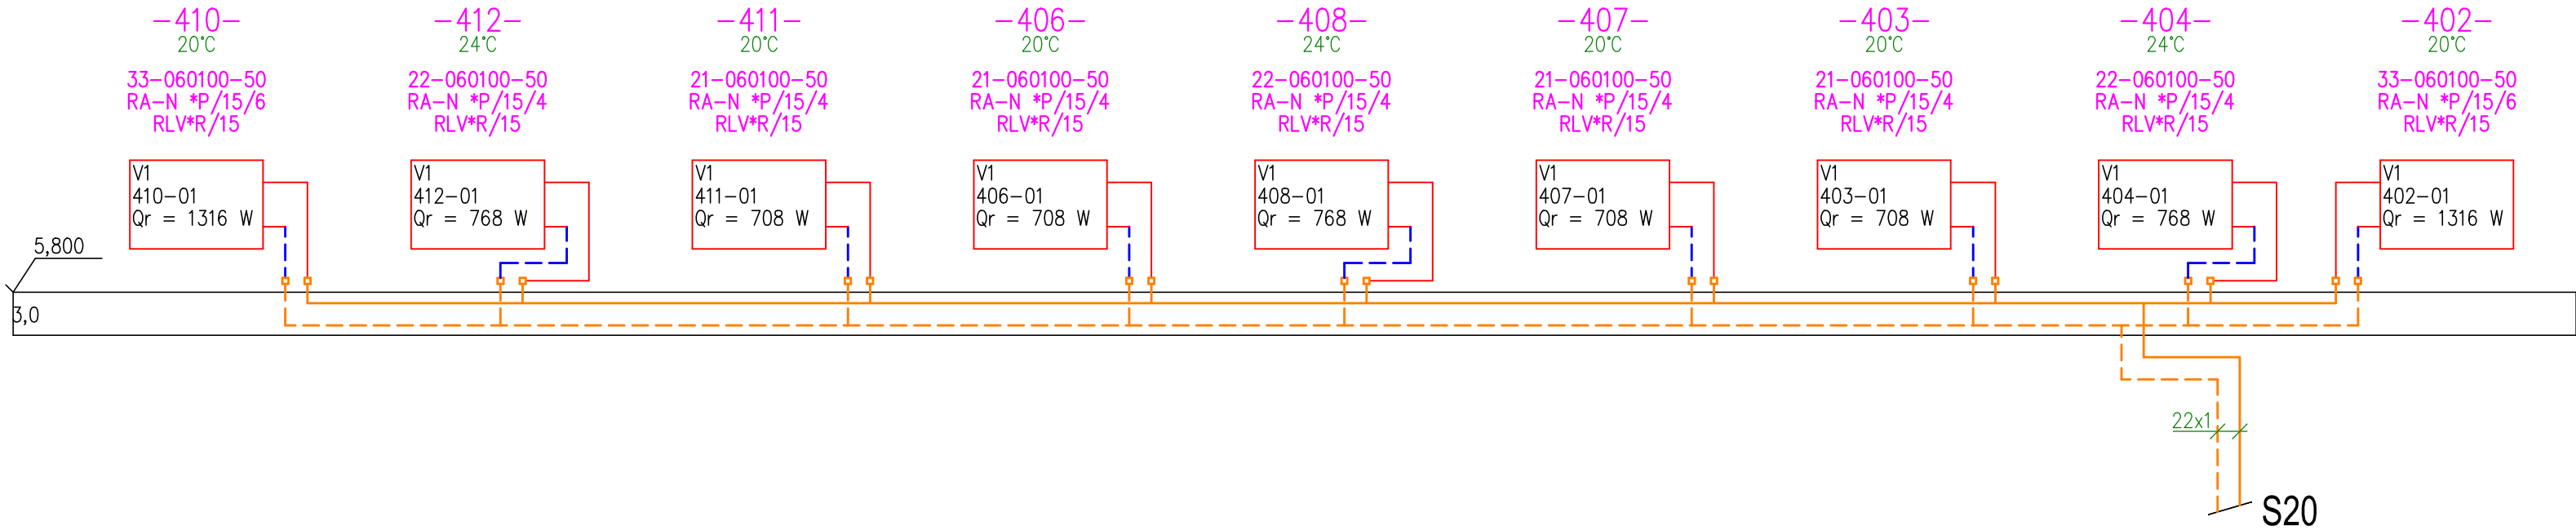 -410-
20°C
33-060100-50
RA-N *P/15/6
RLV*R/15
V1
410-01
Qr = 1316 W
-412-
24°C
22-060100-50
RA-N *P/15/4
RLV*R/15
V1
412-01
Qr = 768 W
-411-
20°C
21-060100-50
RA-N *P/15/4
RLV*R/15
V1
411-01
Qr = 708 W
-406-
20°C
21-060100-50
RA-N *P/15/4
RLV*R/15
V1
406-01
Qr = 708 W
-408-
24°C
22-060100-50
RA-N *P/15/4
RLV*R/15
V1
408-01
Qr = 768 W
-407-
20°C
21-060100-50
RA-N *P/15/4
RLV*R/15
V1
407-01
Qr = 708 W
-403-
20°C
21-060100-50
RA-N *P/15/4
RLV*R/15
V1
403-01
Qr = 708 W
-404-
24°C
22-060100-50
RA-N *P/15/4
RLV*R/15
V1
404-01
Qr = 768 W
-402-
20°C
33-060100-50
RA-N *P/15/6
RLV*R/15
V1
402-01
Qr = 1316 W
5,800
3,0
22x1
S20